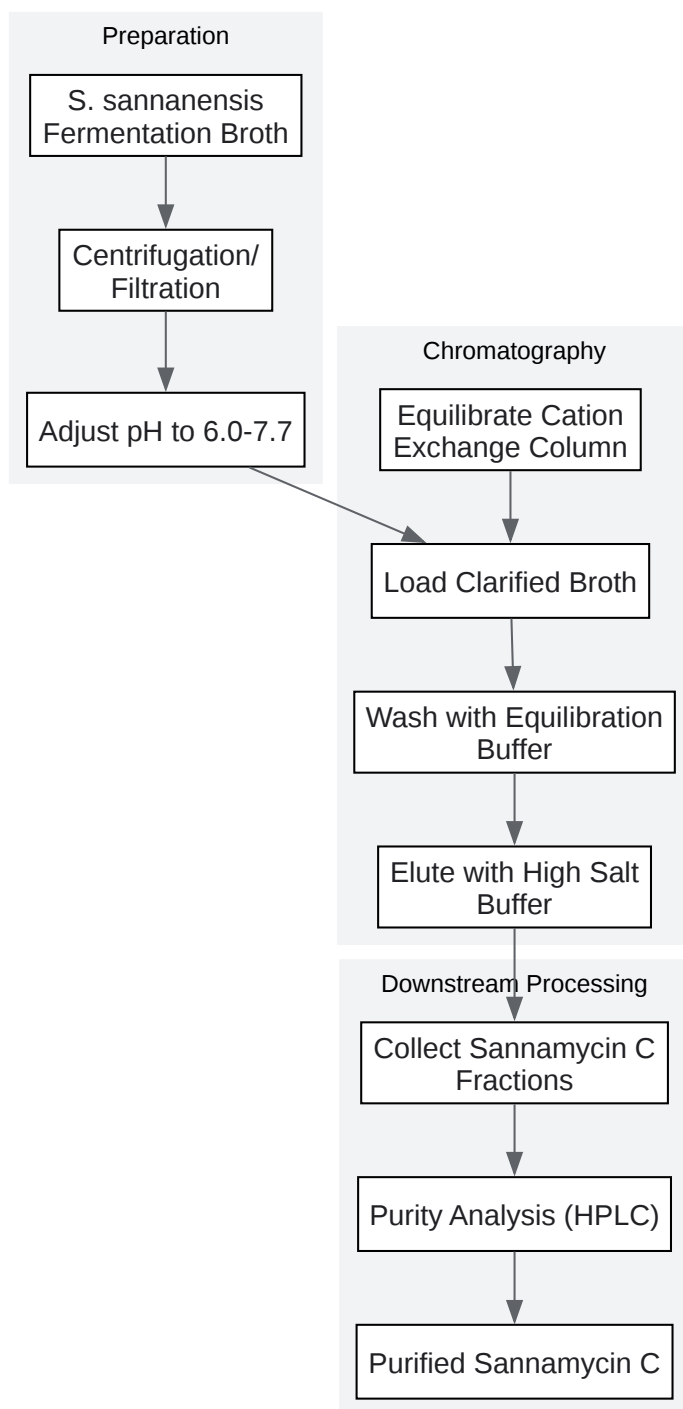 Preparation
S. sannanensis
Fermentation Broth
Centrifugation/
Filtration
Adjust pH to 6.0-7.7
Chromatography
Equilibrate Cation
Exchange Column
Load Clarified Broth
Wash with Equilibration
Buffer
Elute with High Salt
Buffer
Downstream Processing
Collect Sannamycin C
Fractions
Purity Analysis (HPLC)
Purified Sannamycin C